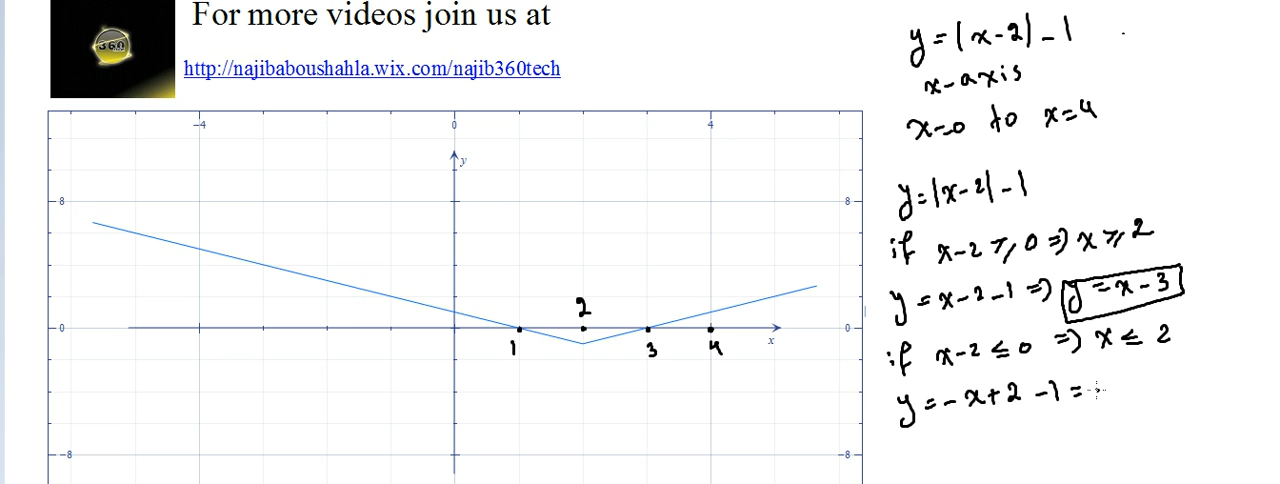 For more videos join us at
360
http://najibaboushahla.wix.com/najib360tech
-4 0 4
y
8 8
2
0 0
x
1 3 4
-8 -8
y = |x-2| - 1
x-axis
x=0 to x=4
y=|x-2|-1
if x-2 ⩾ 0 ⇒ x ⩾ 2
y = x-2-1 ⇒ y = x-3
if x-2 ≤ 0 ⇒ x ≤ 2
y = -x+2-1 =